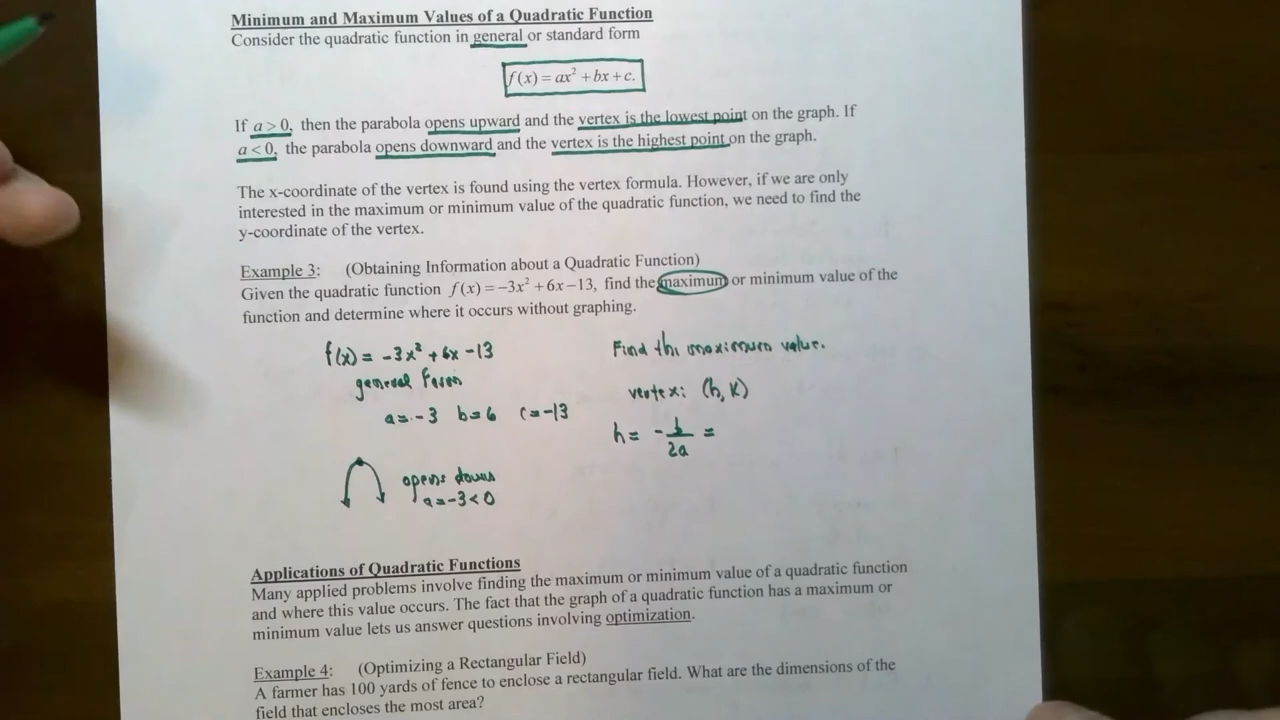 Minimum and Maximum Values of a Quadratic Function
Consider the quadratic function in general or standard form
f(x) = ax² + bx + c.
If a > 0, then the parabola opens upward and the vertex is the lowest point on the graph. If
a < 0, the parabola opens downward and the vertex is the highest point on the graph.
The x-coordinate of the vertex is found using the vertex formula. However, if we are only
interested in the maximum or minimum value of the quadratic function, we need to find the
y-coordinate of the vertex.
Example 3: (Obtaining Information about a Quadratic Function)
Given the quadratic function f(x) = −3x² + 6x − 13, find the maximum or minimum value of the
function and determine where it occurs without graphing.
f(x) = -3x² + 6x - 13
general Form
a = -3 b = 6 c = -13
opens down
a = -3 < 0
Find the maximum value.
vertex: (h, k)
h = -b/2a =
Applications of Quadratic Functions
Many applied problems involve finding the maximum or minimum value of a quadratic function
and where this value occurs. The fact that the graph of a quadratic function has a maximum or
minimum value lets us answer questions involving optimization.
Example 4: (Optimizing a Rectangular Field)
A farmer has 100 yards of fence to enclose a rectangular field. What are the dimensions of the
field that encloses the most area?